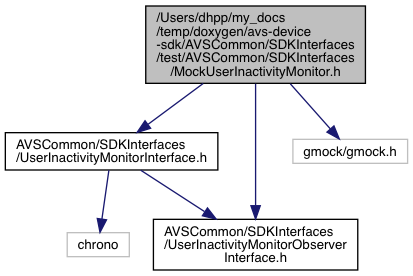 /Users/dhpp/my_docs
/temp/doxygen/avs-device
-sdk/AVSCommon/SDKInterfaces
/test/AVSCommon/SDKInterfaces
/MockUserInactivityMonitor.h
AVSCommon/SDKInterfaces
/UserInactivityMonitorInterface.h
gmock/gmock.h
chrono
AVSCommon/SDKInterfaces
/UserInactivityMonitorObserver
Interface.h